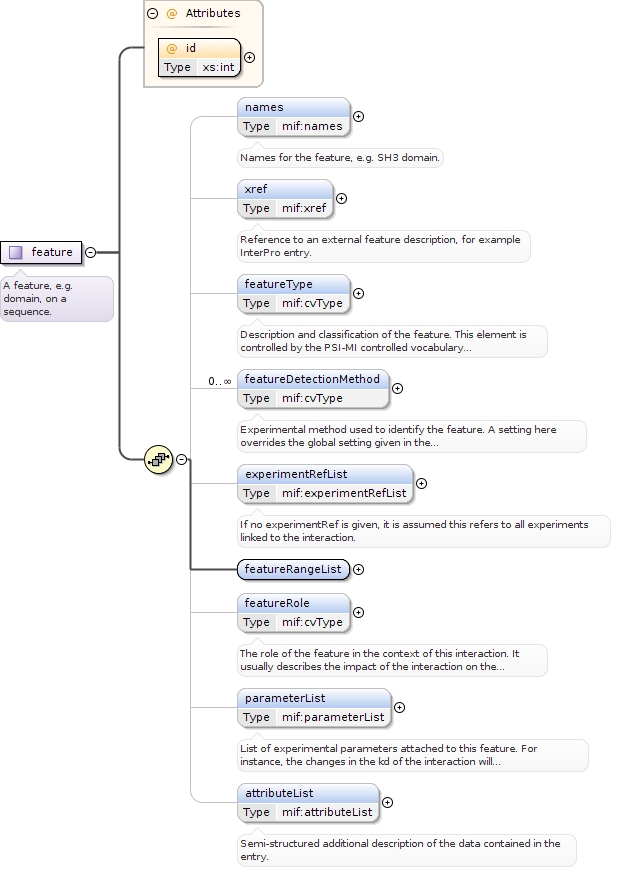 Attributes
id
Type xs:int
names
Type mif:names
Names for the feature, e.g. SH3 domain.
xref
Type mif:xref
Reference to an external feature description, for example
InterPro entry.
feature
A feature, e.g.
domain, on a
sequence.
featureType
Type mif:cvType
Description and classification of the feature. This element is
controlled by the PSI-MI controlled vocabulary...
0..∞
featureDetectionMethod
Type mif:cvType
Experimental method used to identify the feature. A setting here
overrides the global setting given in the...
experimentRefList
Type mif:experimentRefList
If no experimentRef is given, it is assumed this refers to all experiments
linked to the interaction.
featureRangeList
featureRole
Type mif:cvType
The role of the feature in the context of this interaction. It
usually describes the impact of the interaction on the...
parameterList
Type mif:parameterList
List of experimental parameters attached to this feature. For
instance, the changes in the kd of the interaction will...
attributeList
Type mif:attributeList
Semi-structured additional description of the data contained in the
entry.